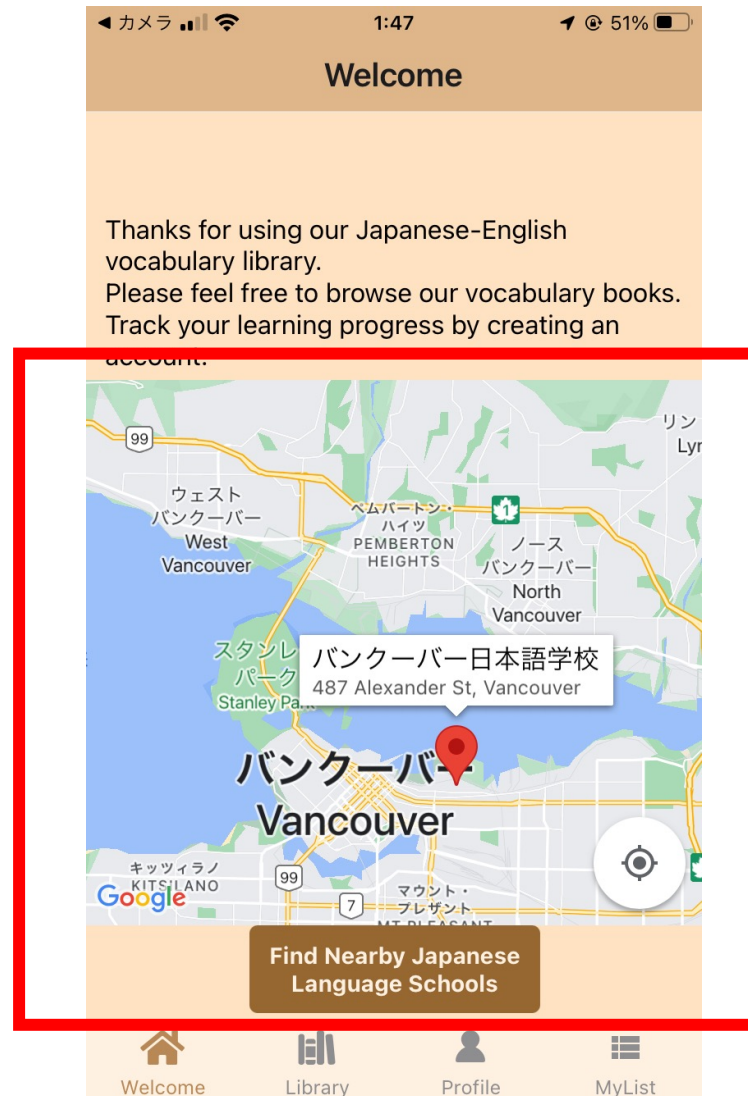 ◀ カメラ
1:47
51%
Welcome
Thanks for using our Japanese-English
vocabulary library.
Please feel free to browse our vocabulary books.
Track your learning progress by creating an
account.
99
リン
Lyr
ウェスト
バンクーバー
West
Vancouver
ペムバートン・
ハイツ
PEMBERTON
HEIGHTS
1
ノース
バンクーバー
North
Vancouver
スタンレ
パーク
Stanley Pa
バンクーバー日本語学校
487 Alexander St, Vancouver
バンクーバー
Vancouver
キッツィラノ
KITSILANO
Google
99
7
マウント・
プレザント
MT PLEASANT
Find Nearby Japanese
Language Schools
Welcome
Library
Profile
MyList